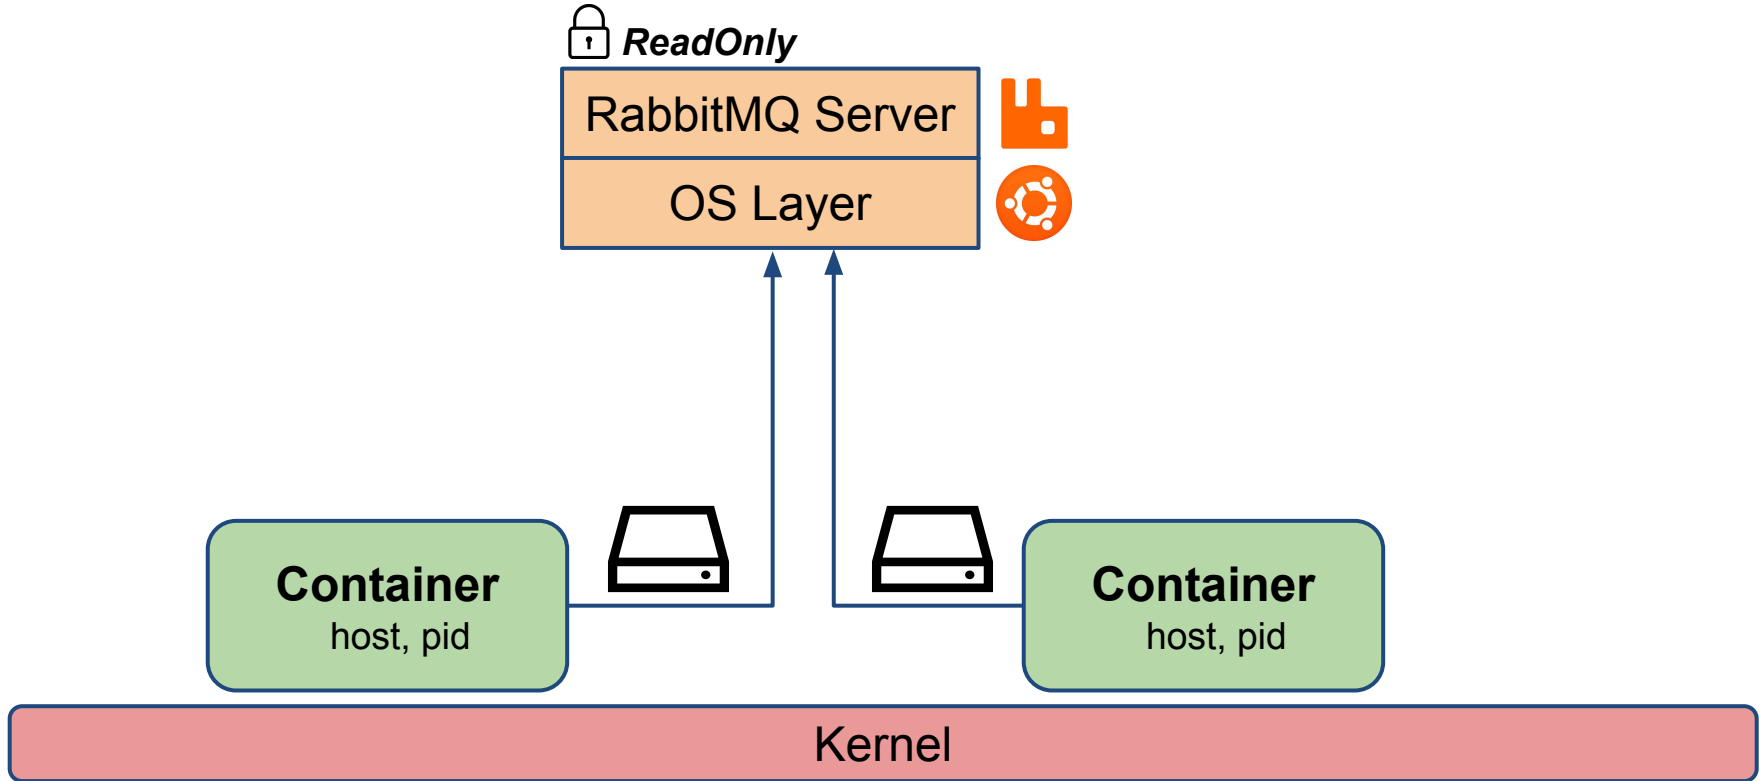 ReadOnly
RabbitMQ Server
OS Layer
Container
host, pid
Container
host, pid
Kernel